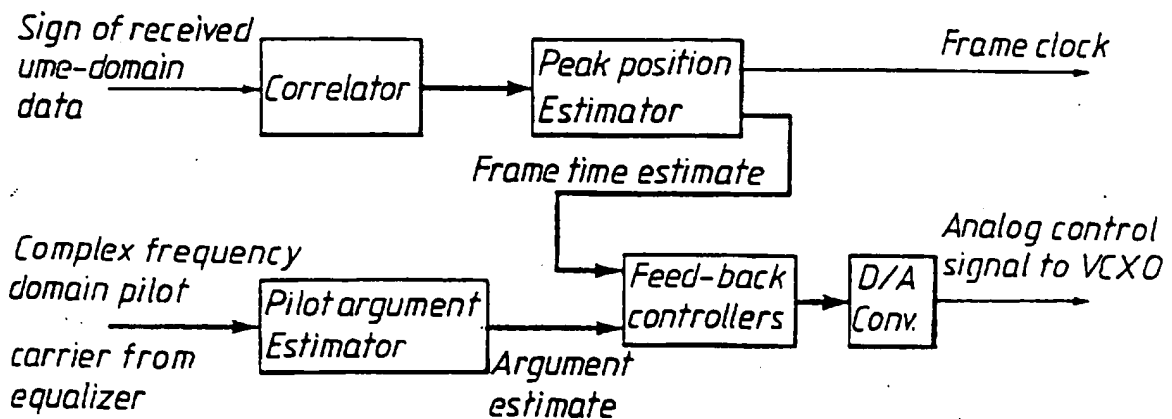 Sign of received
ume-domain
data
Correlator
Peak position
Estimator
Frame clock
Frame time estimate
Complex frequency
domain pilot
carrier from
equalizer
Pilot argument
Estimator
Argument
estimate
Feed-back
controllers
D/A
Conv.
Analog control
signal to VCXO